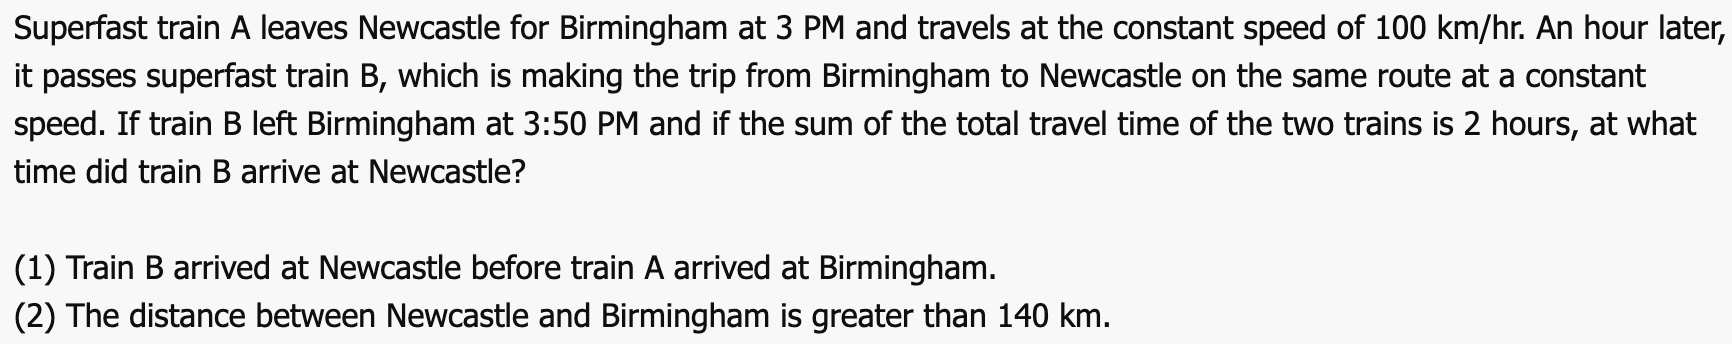 Superfast train A leaves Newcastle for Birmingham at 3 PM and travels at the constant speed of 100 km/hr. An hour later,
it passes superfast train B, which is making the trip from Birmingham to Newcastle on the same route at a constant
speed. If train B left Birmingham at 3:50 PM and if the sum of the total travel time of the two trains is 2 hours, at what
time did train B arrive at Newcastle?
(1) Train B arrived at Newcastle before train A arrived at Birmingham.
(2) The distance between Newcastle and Birmingham is greater than 140 km.